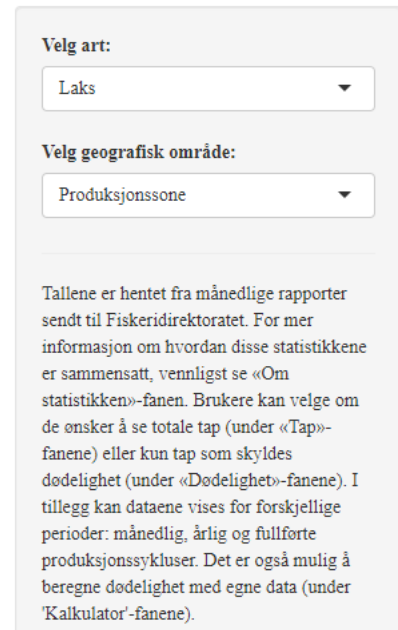 Velg art:
Laks
Velg geografisk område:
Produksjonssone
Tallene er hentet fra månedlige rapporter
sendt til Fiskeridirektoratet. For mer
informasjon om hvordan disse statistikkene
er sammensatt, vennligst se «Om
statistikken»-fanen. Brukere kan velge om
de ønsker å se totale tap (under «Tap»-
fanene) eller kun tap som skyldes
dødelighet (under «Dødelighet»-fanene). I
tillegg kan dataene vises for forskjellige
perioder: månedlig, årlig og fullførte
produksjonssykluser. Det er også mulig å
beregne dødelighet med egne data (under
'Kalkulator'-fanene).